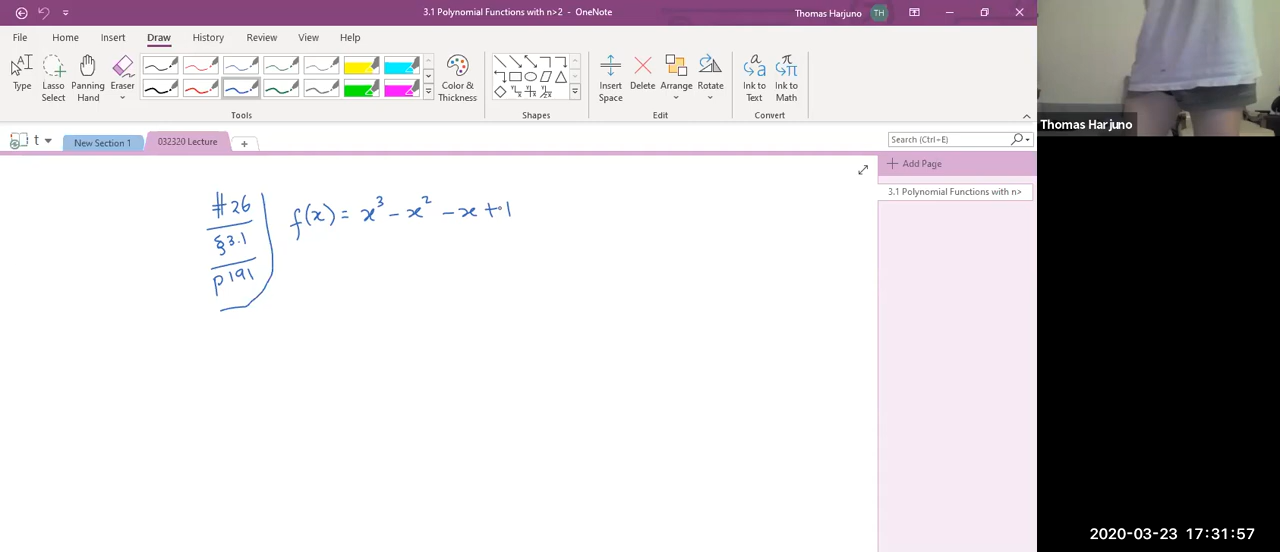 3.1 Polynomial Functions with n>2 - OneNote
Thomas Harjuno TH
File Home Insert Draw History Review View Help
Type
Lasso Select
Panning Hand
Eraser
Color & Thickness
Insert Space
Delete
Arrange
Rotate
Ink to Text
Ink to Math
Tools
Shapes
Edit
Convert
t
New Section 1
032320 Lecture
Search (Ctrl+E)
Add Page
3.1 Polynomial Functions with n>
Thomas Harjuno
#26
§3.1
p191
f(x) = x³ - x² - x + 1
2020-03-23 17:31:57